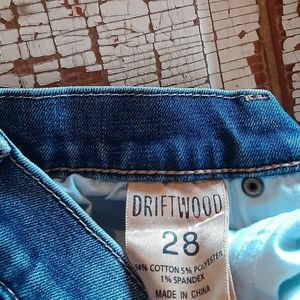 DRIFTWOOD
28
94% COTTON 5% POLYESTER
1% SPANDEX
MADE IN CHINA